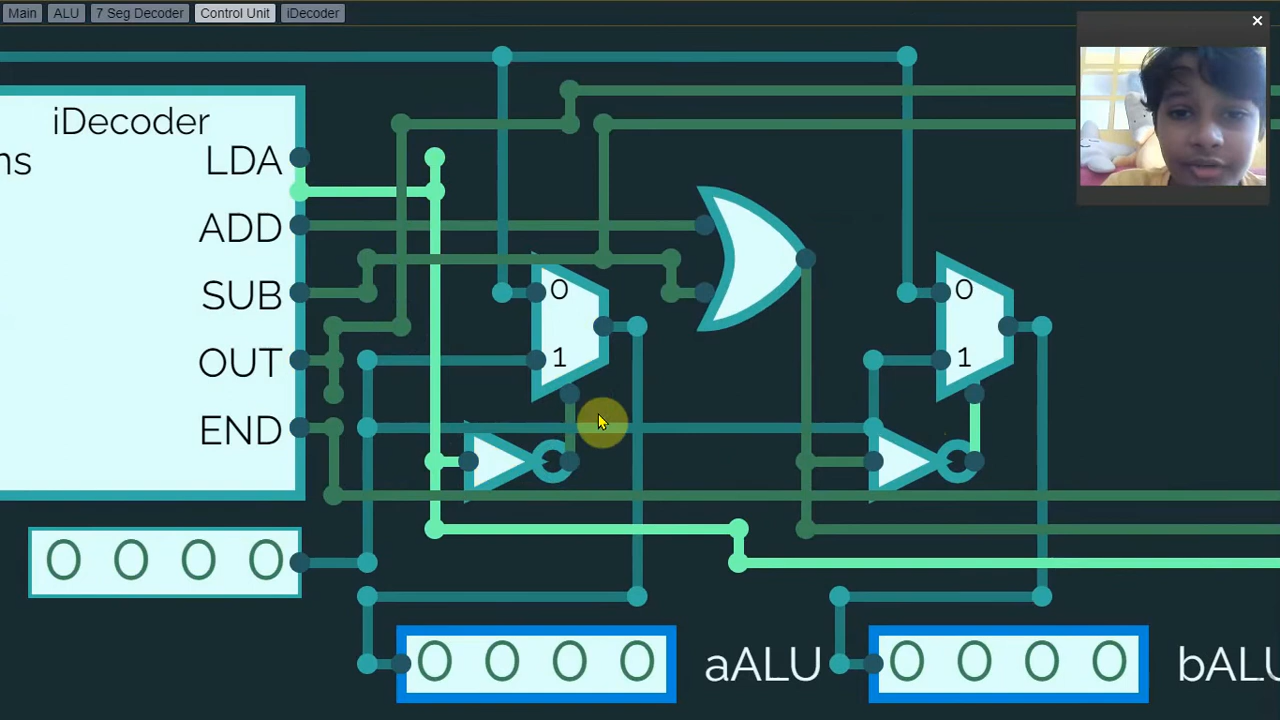 Main ALU 7 Seg Decoder Control Unit iDecoder
iDecoder
ns LDA
ADD
SUB
OUT
END
0
1
0
1
0 0 0 0
0 0 0 0 aALU
0 0 0 0 bALU